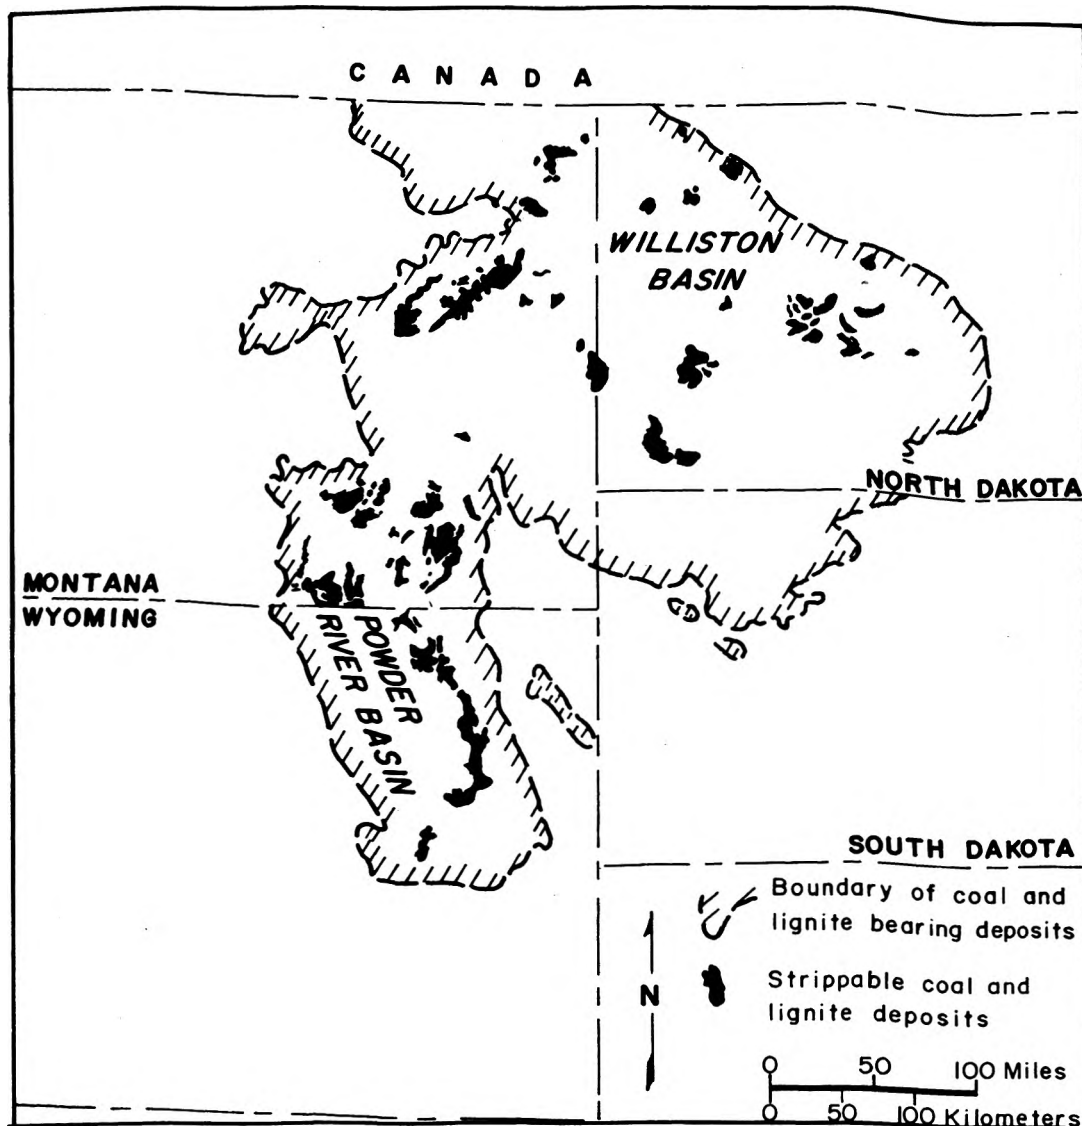 CANADA
WILLISTON
BASIN
NORTH DAKOTA
MONTANA
WYOMING
POWDER
RIVER BASIN
SOUTH DAKOTA
Boundary of coal and
lignite bearing deposits
N
Strippable coal and
lignite deposits
0 50 100 Miles
0 50 100 Kilometers